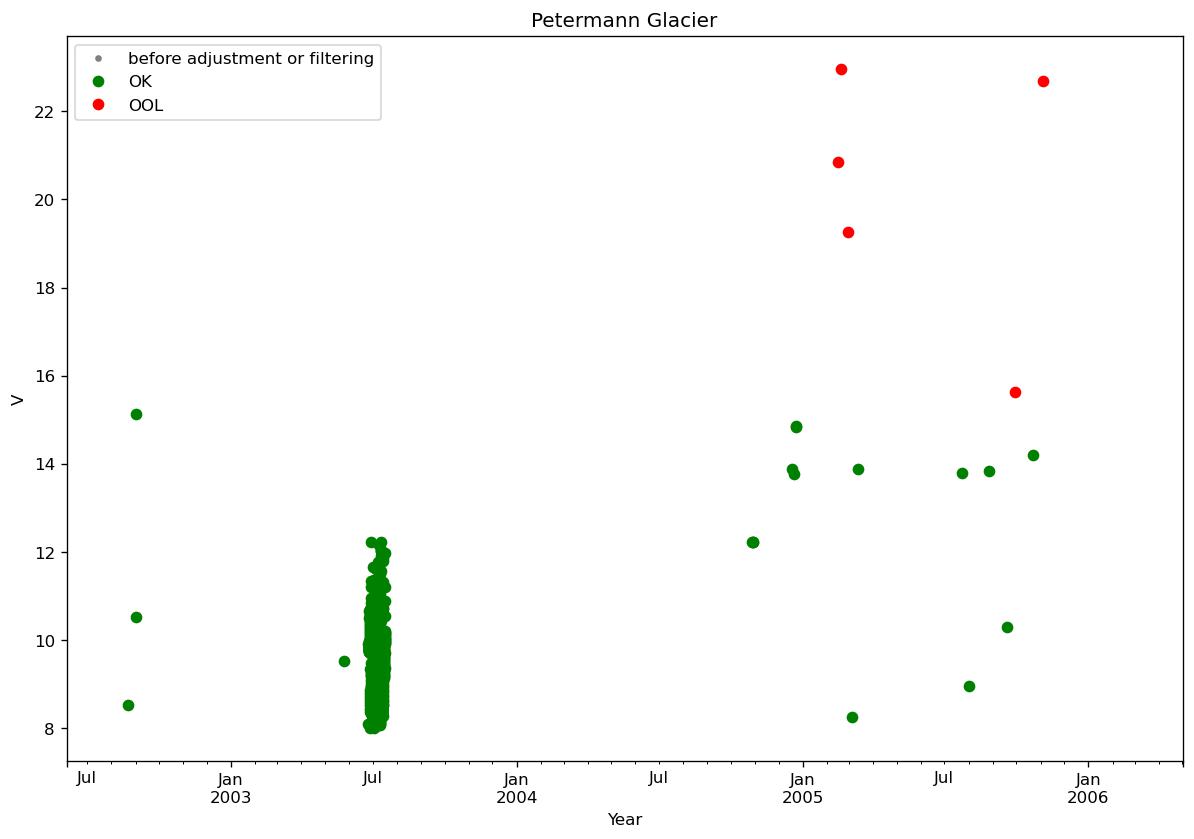 Petermann Glacier
before adjustment or filtering
OK
OOL
22
20
18
16
14
12
10
8
V
Jul Jan Jul Jan Jul Jan Jul Jan
2003 2004 2005 2006
Year